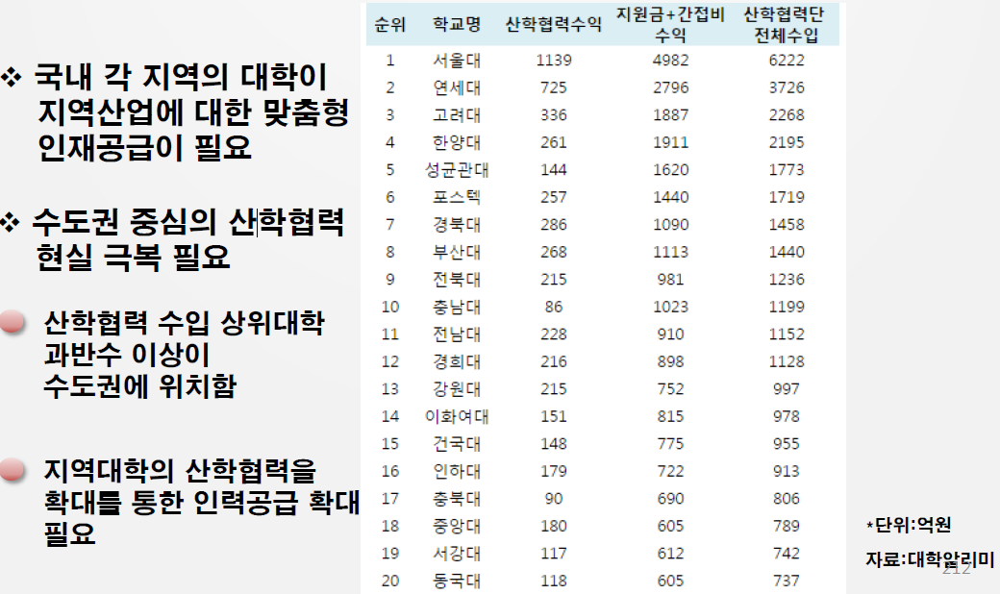 ❖ 국내 각 지역의 대학이
지역산업에 대한 맞춤형
인재공급이 필요
❖ 수도권 중심의 산학협력
현실 극복 필요
산학협력 수입 상위대학
과반수 이상이
수도권에 위치함
지역대학의 산학협력을
확대를 통한 인력공급 확대
필요
순위 학교명 산학협력수익 지원금+간접비 수익 산학협력단 전체수입
1 서울대 1139 4982 6222
2 연세대 725 2796 3726
3 고려대 336 1887 2268
4 한양대 261 1911 2195
5 성균관대 144 1620 1773
6 포스텍 257 1440 1719
7 경북대 286 1090 1458
8 부산대 268 1113 1440
9 전북대 215 981 1236
10 충남대 86 1023 1199
11 전남대 228 910 1152
12 경희대 216 898 1128
13 강원대 215 752 997
14 이화여대 151 815 978
15 건국대 148 775 955
16 인하대 179 722 913
17 충북대 90 690 806
18 중앙대 180 605 789
19 서강대 117 612 742
20 동국대 118 605 737
*단위:억원
자료:대학알리미
212